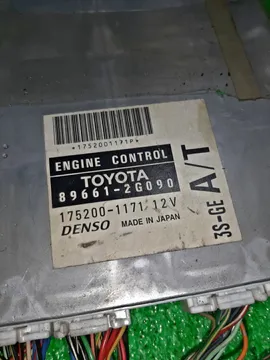 *1752001171P*
ENGINE CONTROL
TOYOTA
89661-2G090
175200-1171 12V
DENSO MADE IN JAPAN
3S-GE A/T